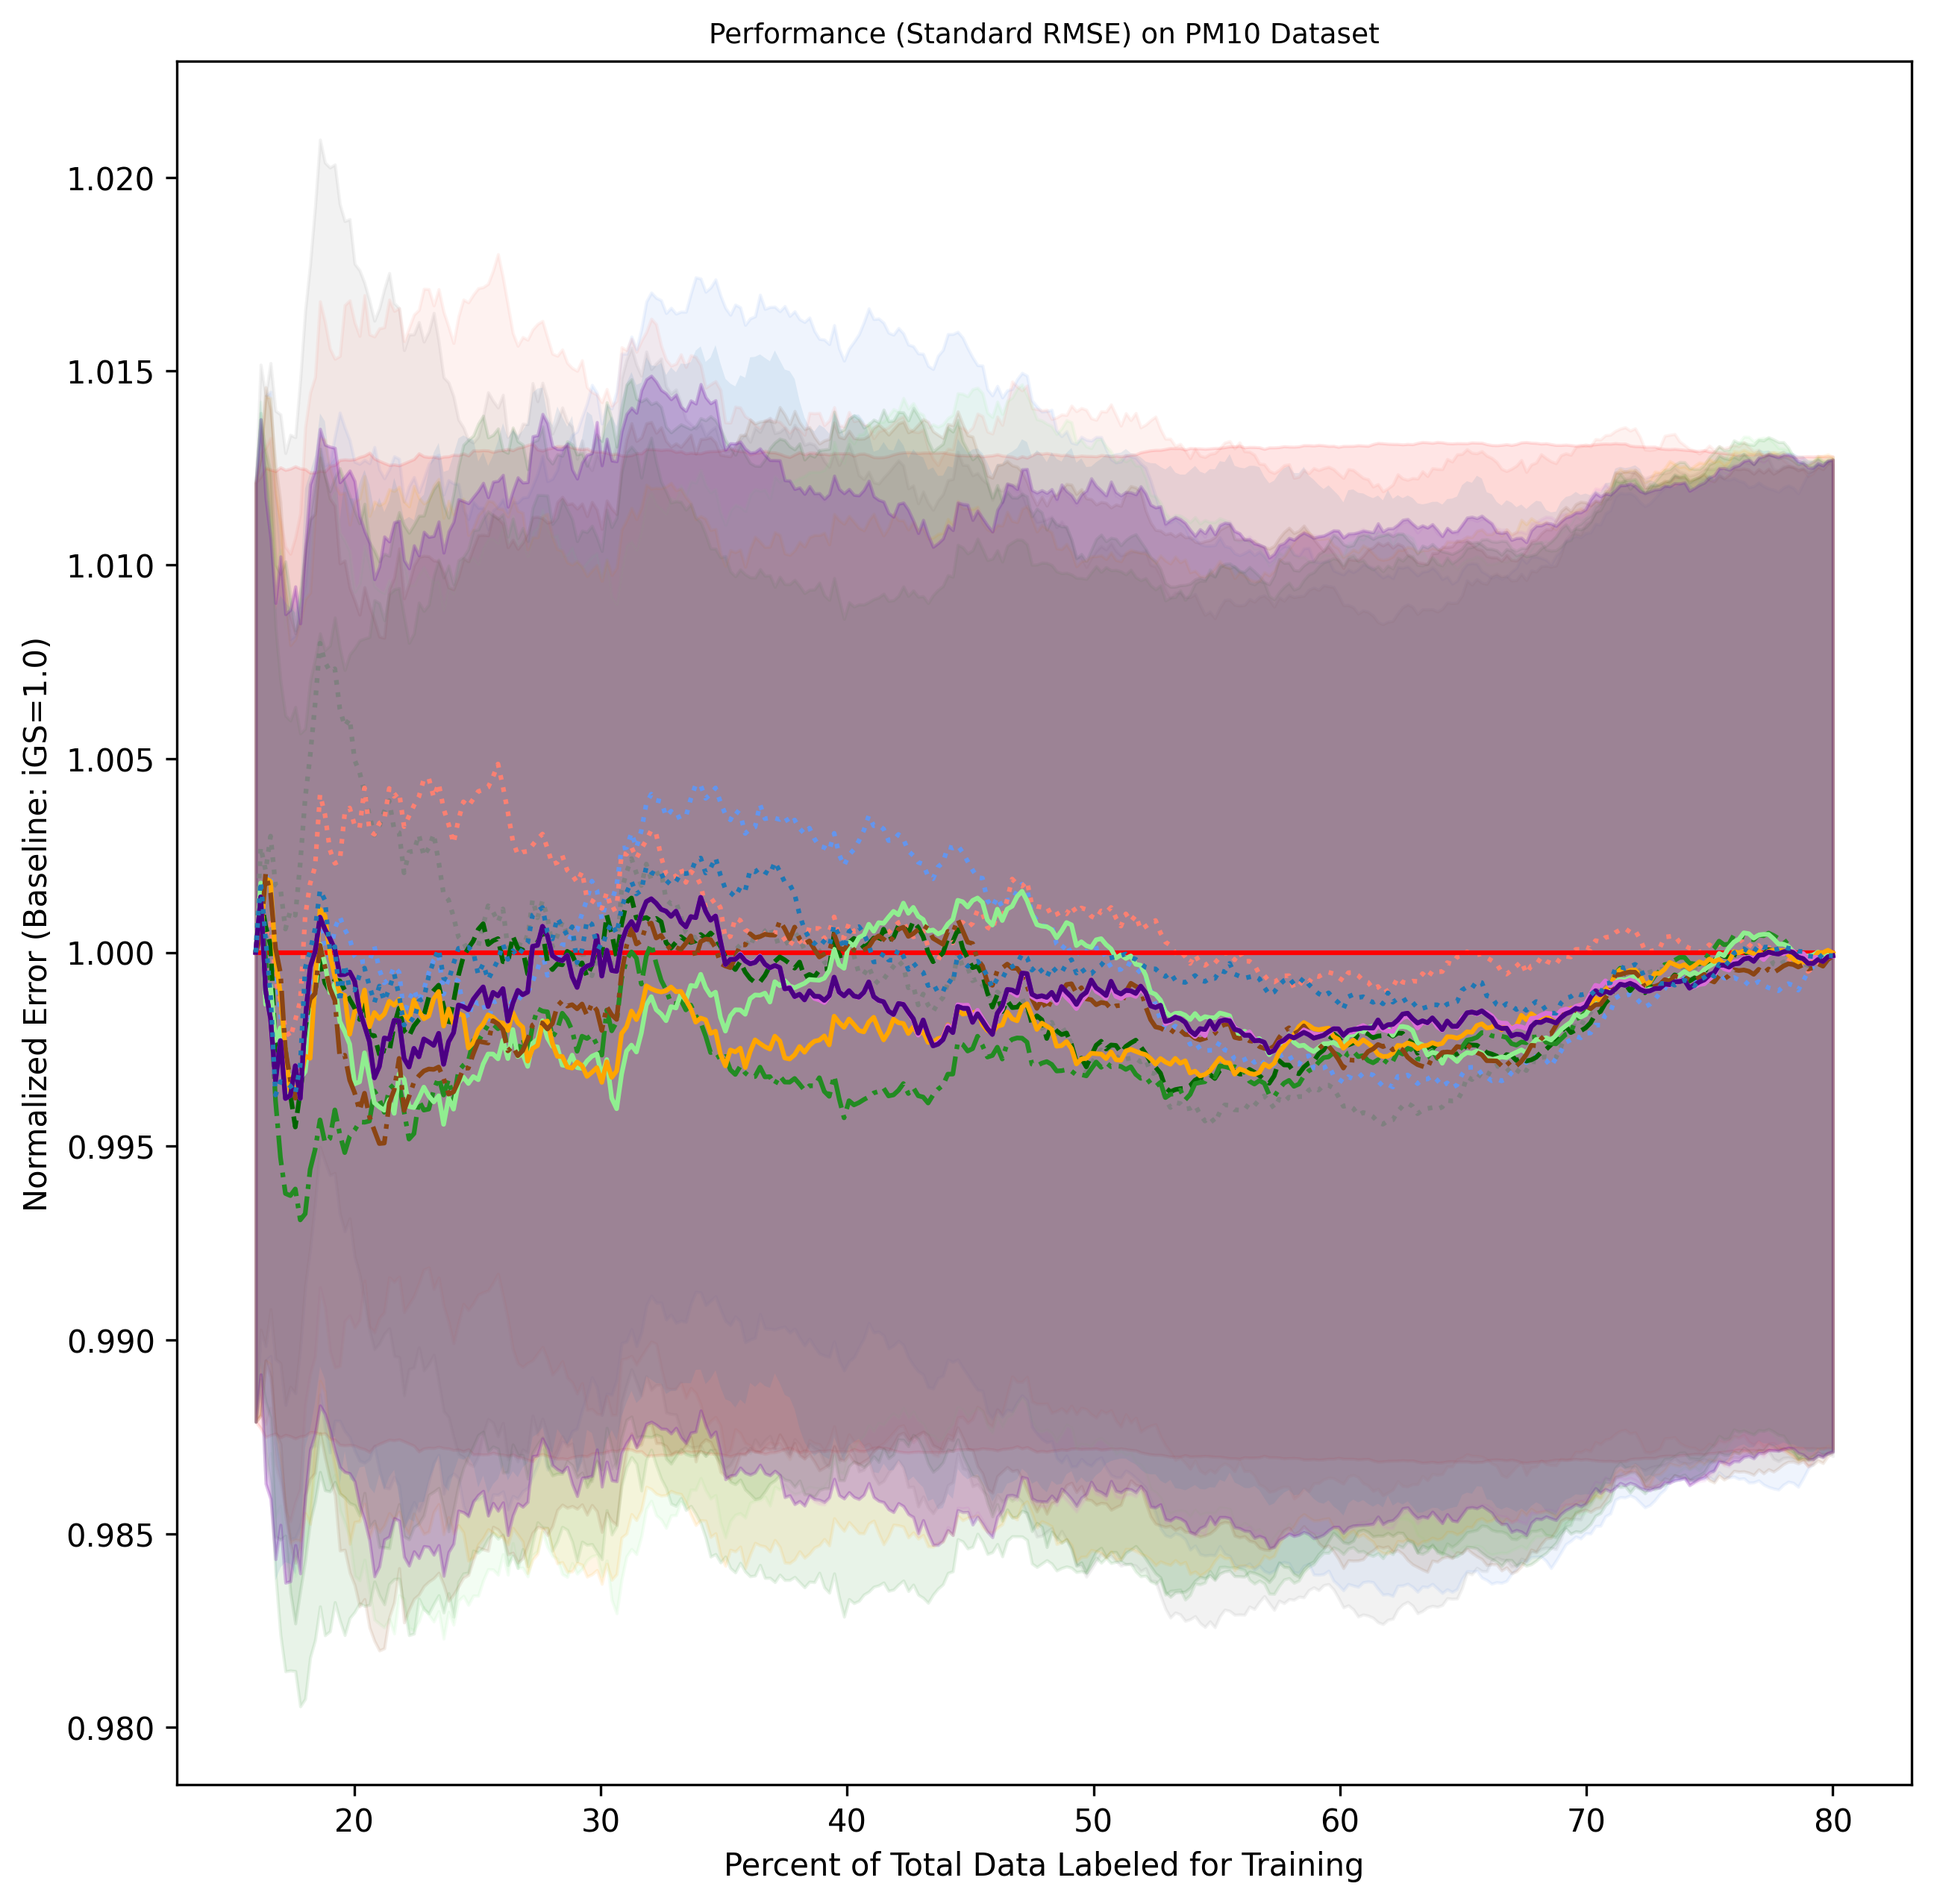 Performance (Standard RMSE) on PM10 Dataset
Normalized Error (Baseline: iGS=1.0)
1.020
1.015
1.010
1.005
1.000
0.995
0.990
0.985
0.980
20 30 40 50 60 70 80
Percent of Total Data Labeled for Training